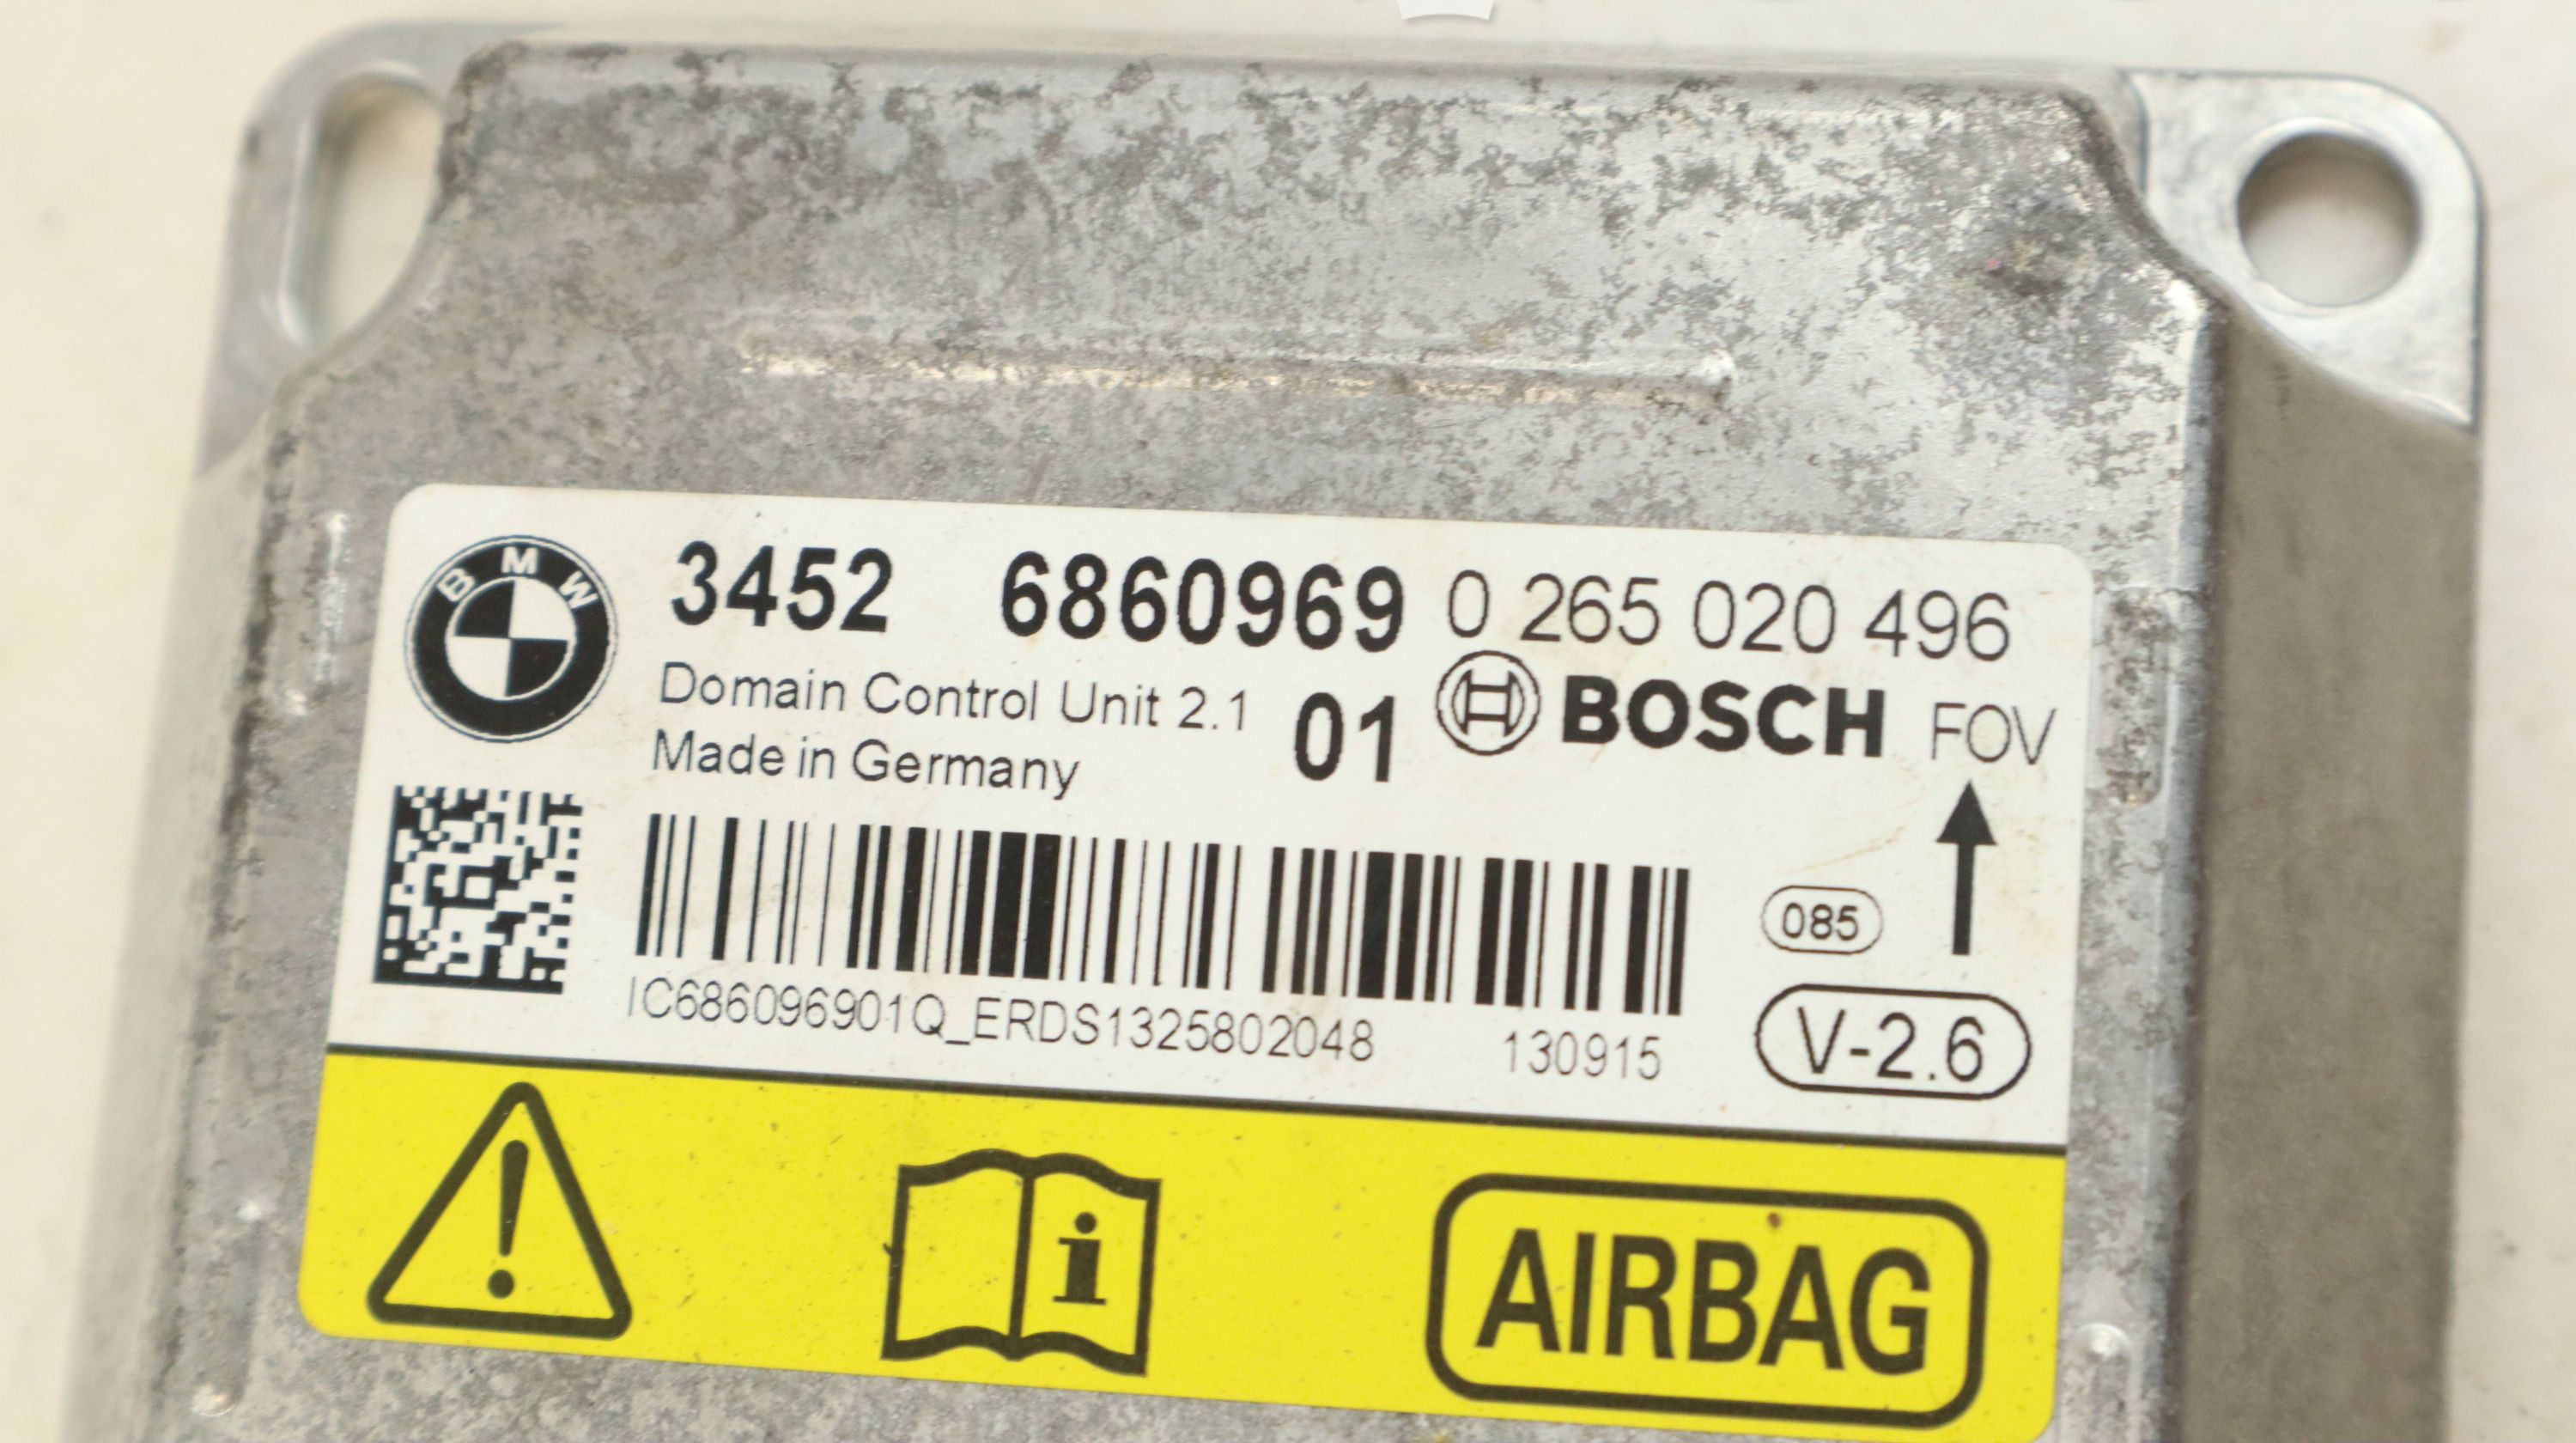 BMW
3452 6860969 0 265 020 496
Domain Control Unit 2.1
Made in Germany
01
BOSCH FOV
085
IC686096901Q_ERDS1325802048 130915
V-2.6
i
AIRBAG